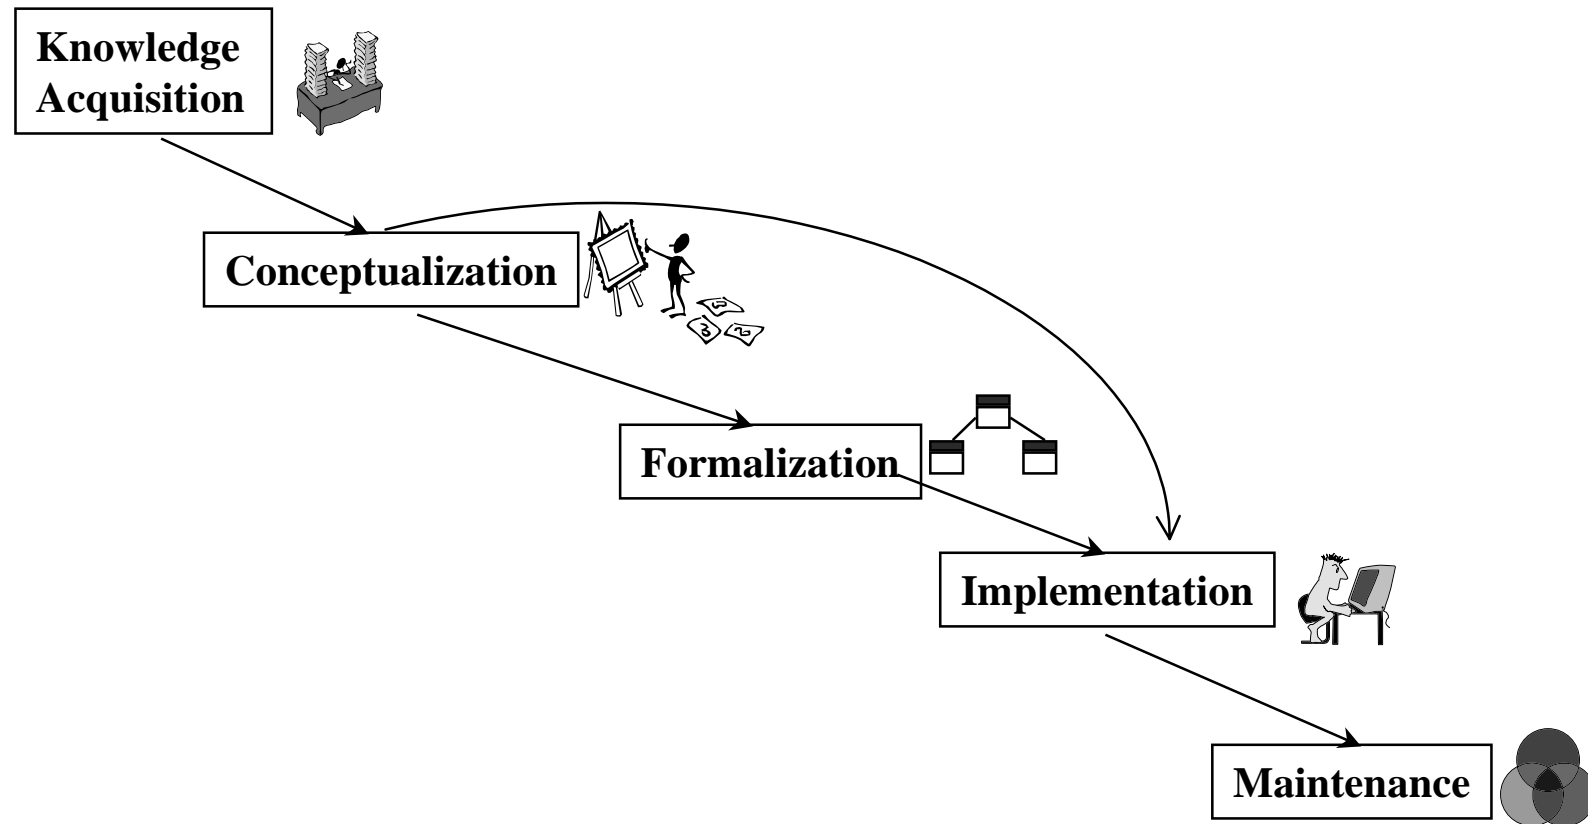 Knowledge
Acquisition
Conceptualization
Formalization
Implementation
Maintenance